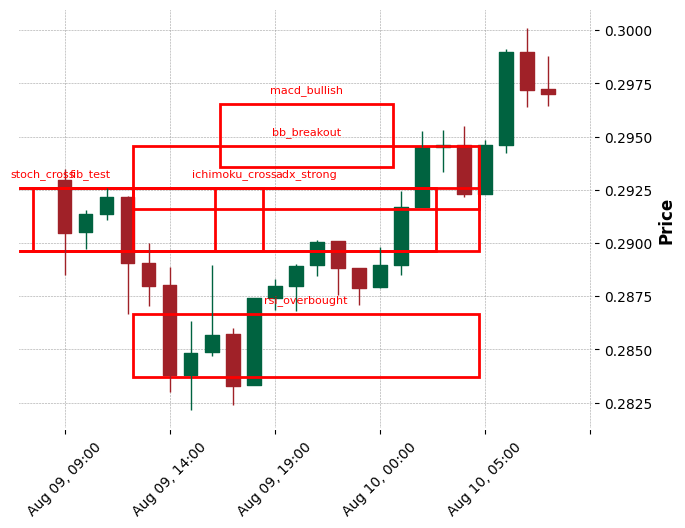 macd_bullish
bb_breakout
stoch_cross
fib_test
ichimoku_cross
adx_strong
rsi_overbought
0.3000
0.2975
0.2950
0.2925
0.2900
0.2875
0.2850
0.2825
Price
Aug 09, 09:00
Aug 09, 14:00
Aug 09, 19:00
Aug 10, 00:00
Aug 10, 05:00